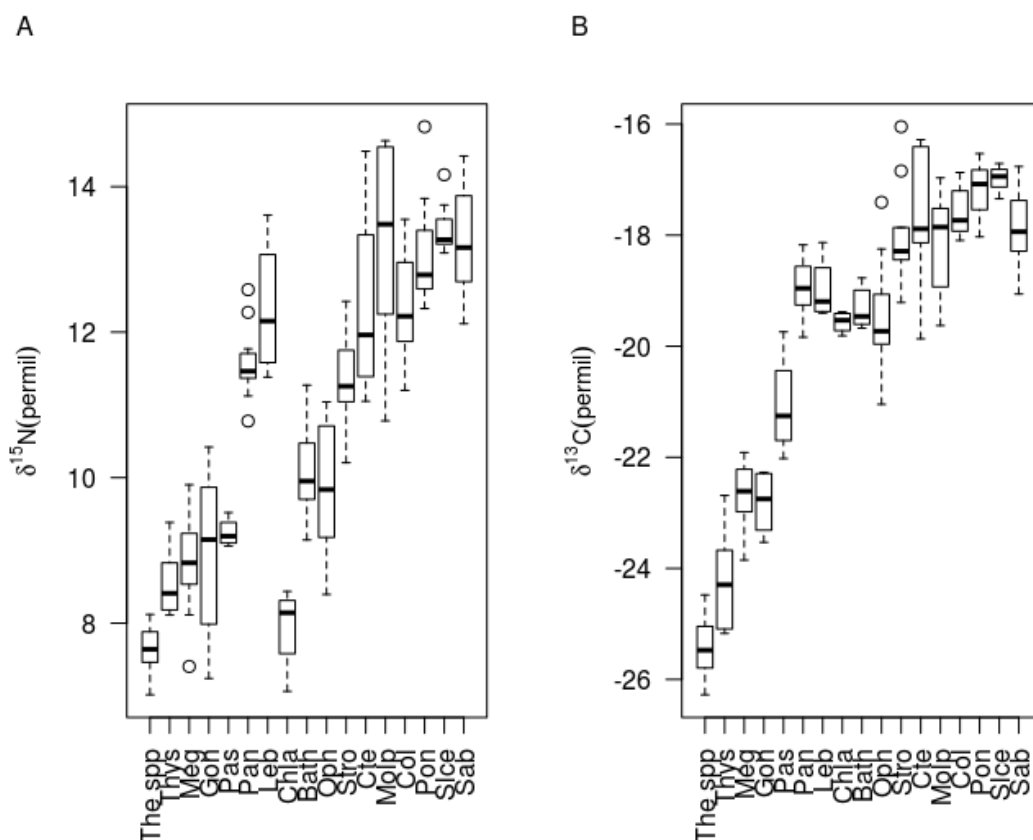 A
B
δ15N(permil)
14
12
10
8
The spp
Thys
Meg
Gon
Pas
Pan
Leb
Chla
Bath
Oph
Stro
Cte
Molp
Col
Pon
Slce
Sab
δ13C(permil)
-16
-18
-20
-22
-24
-26
The spp
Thys
Meg
Gon
Pas
Pan
Leb
Chla
Bath
Oph
Stro
Cte
Molp
Col
Pon
Slce
Sab